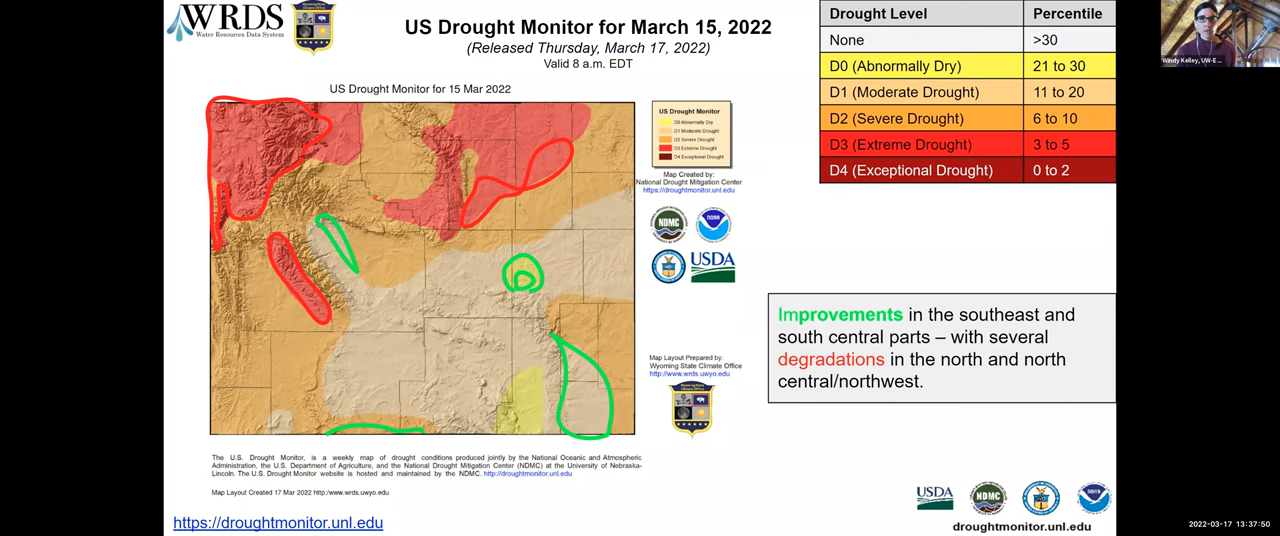 WRDS
Water Resources Data System
US Drought Monitor for March 15, 2022
(Released Thursday, March 17, 2022)
Valid 8 a.m. EDT
Drought Level Percentile
None >30
D0 (Abnormally Dry) 21 to 30
D1 (Moderate Drought) 11 to 20
D2 (Severe Drought) 6 to 10
D3 (Extreme Drought) 3 to 5
D4 (Exceptional Drought) 0 to 2
Windy Kelley, UW-E...
US Drought Monitor for 15 Mar 2022
US Drought Monitor
D0 Abnormally Dry
D1 Moderate Drought
D2 Severe Drought
D3 Extreme Drought
D4 Exceptional Drought
Map Created by:
National Drought Mitigation Center
https://droughtmonitor.unl.edu
NDMC
NOAA
USDA
Improvements in the southeast and
south central parts – with several
degradations in the north and north
central/northwest.
Map Layout Prepared by:
Wyoming State Climate Office
http://www.wrds.uwyo.edu
The U.S. Drought Monitor, is a weekly map of drought conditions produced jointly by the National Oceanic and Atmospheric
Administration, the U.S. Department of Agriculture, and the National Drought Mitigation Center (NDMC) at the University of Nebraska-
Lincoln. The U.S. Drought Monitor website is hosted and maintained by the NDMC. http://droughtmonitor.unl.edu
Map Layout Created 17 Mar 2022 http:/www.wrds.uwyo.edu
https://droughtmonitor.unl.edu
USDA
NDMC
NOAA
droughtmonitor.unl.edu
2022-03-17 13:37:50